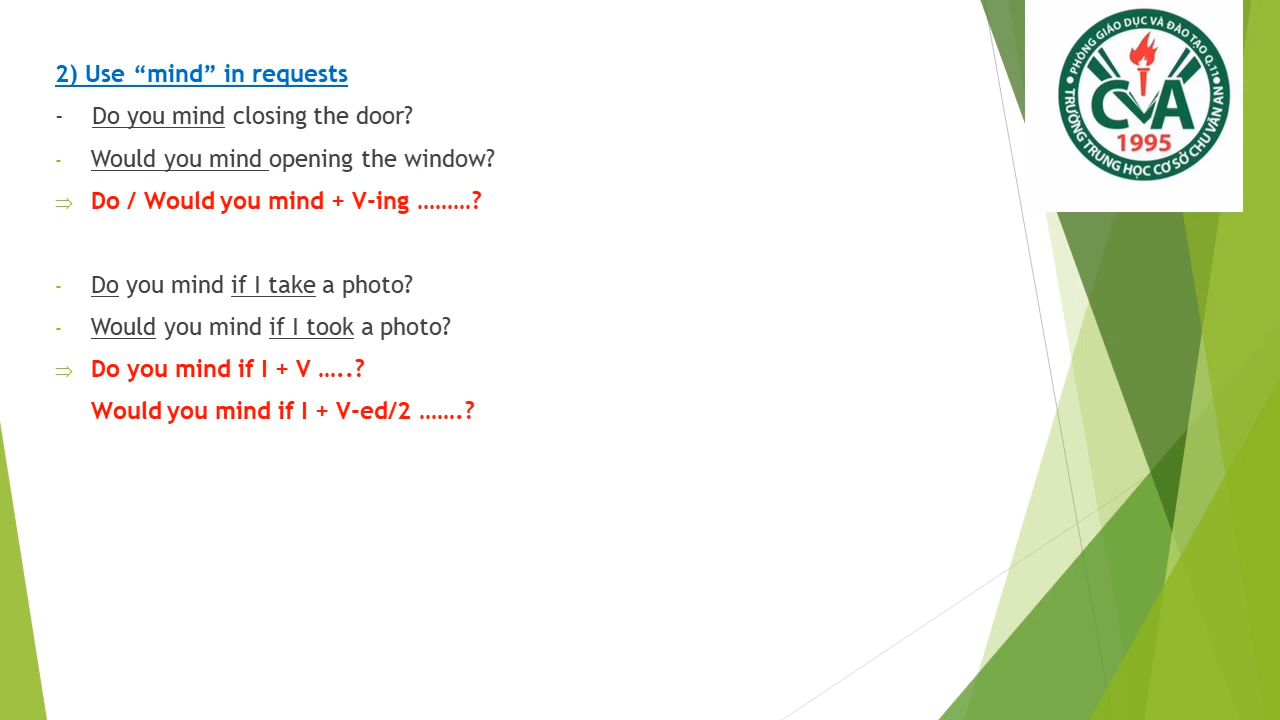 2) Use “mind” in requests
- Do you mind closing the door?
- Would you mind opening the window?
⇒ Do / Would you mind + V-ing ………?
- Do you mind if I take a photo?
- Would you mind if I took a photo?
⇒ Do you mind if I + V …..?
Would you mind if I + V-ed/2 …….?
PHÒNG GIÁO DỤC VÀ ĐÀO TẠO Q.11
CVA
1995
TRƯỜNG TRUNG HỌC CƠ SỞ CHU VĂN AN